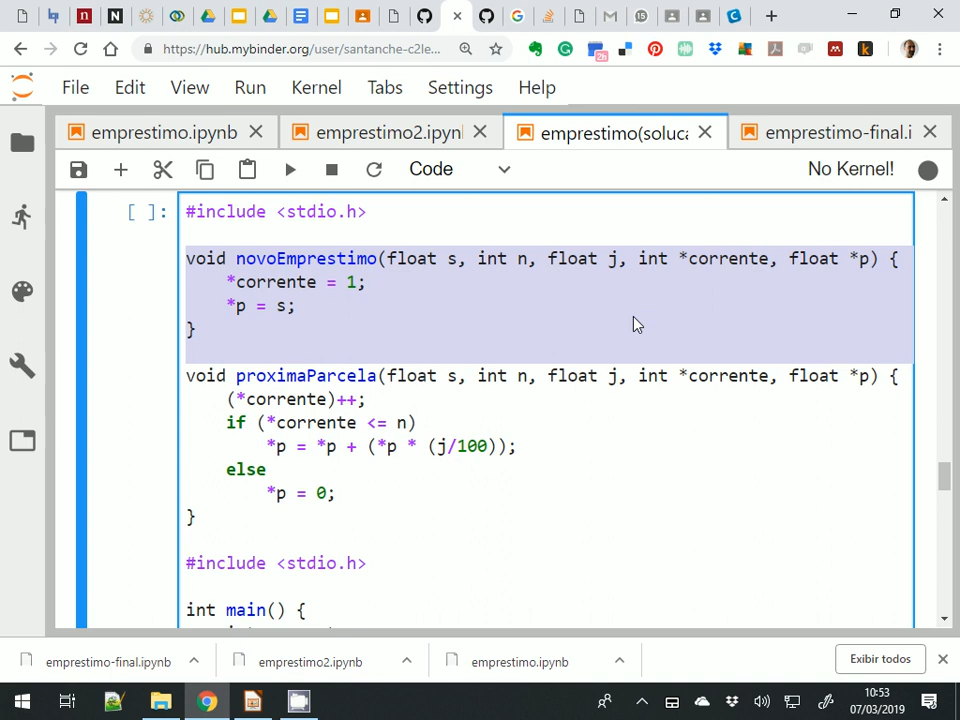 https://hub.mybinder.org/user/santanche-c2le...
File Edit View Run Kernel Tabs Settings Help
emprestimo.ipynb emprestimo2.ipynl emprestimo(soluca emprestimo-final.i
Code No Kernel!
[ ]: #include <stdio.h>
void novoEmprestimo(float s, int n, float j, int *corrente, float *p) {
*corrente = 1;
*p = s;
}
void proximaParcela(float s, int n, float j, int *corrente, float *p) {
(*corrente)++;
if (*corrente <= n)
*p = *p + (*p * (j/100));
else
*p = 0;
}
#include <stdio.h>
int main() {
emprestimo-final.ipynb emprestimo2.ipynb emprestimo.ipynb Exibir todos
10:53
07/03/2019